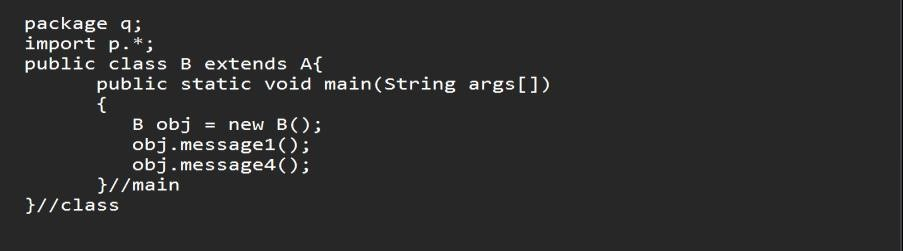 package q;
import p.*;
public class B extends A{
public static void main(String args[])
{
B obj = new B();
obj.message1();
obj.message4();
}//main
}//class